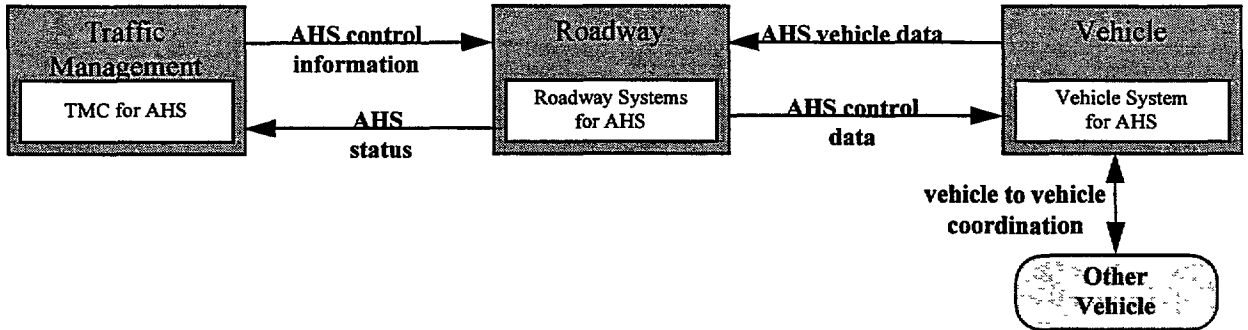 Traffic
Management
TMC for AHS
AHS control
information
AHS
status
Roadway
Roadway Systems
for AHS
AHS vehicle data
AHS control
data
Vehicle
Vehicle System
for AHS
vehicle to vehicle
coordination
Other
Vehicle